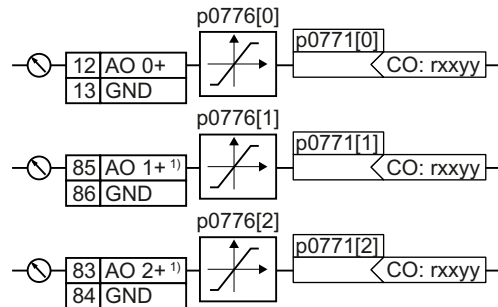 p0776[0]
p0771[0]
12 AO 0+ CO: rxxyy
13 GND
p0776[1]
p0771[1]
85 AO 1+ 1) CO: rxxyy
86 GND
p0776[2]
p0771[2]
83 AO 2+ 1) CO: rxxyy
84 GND